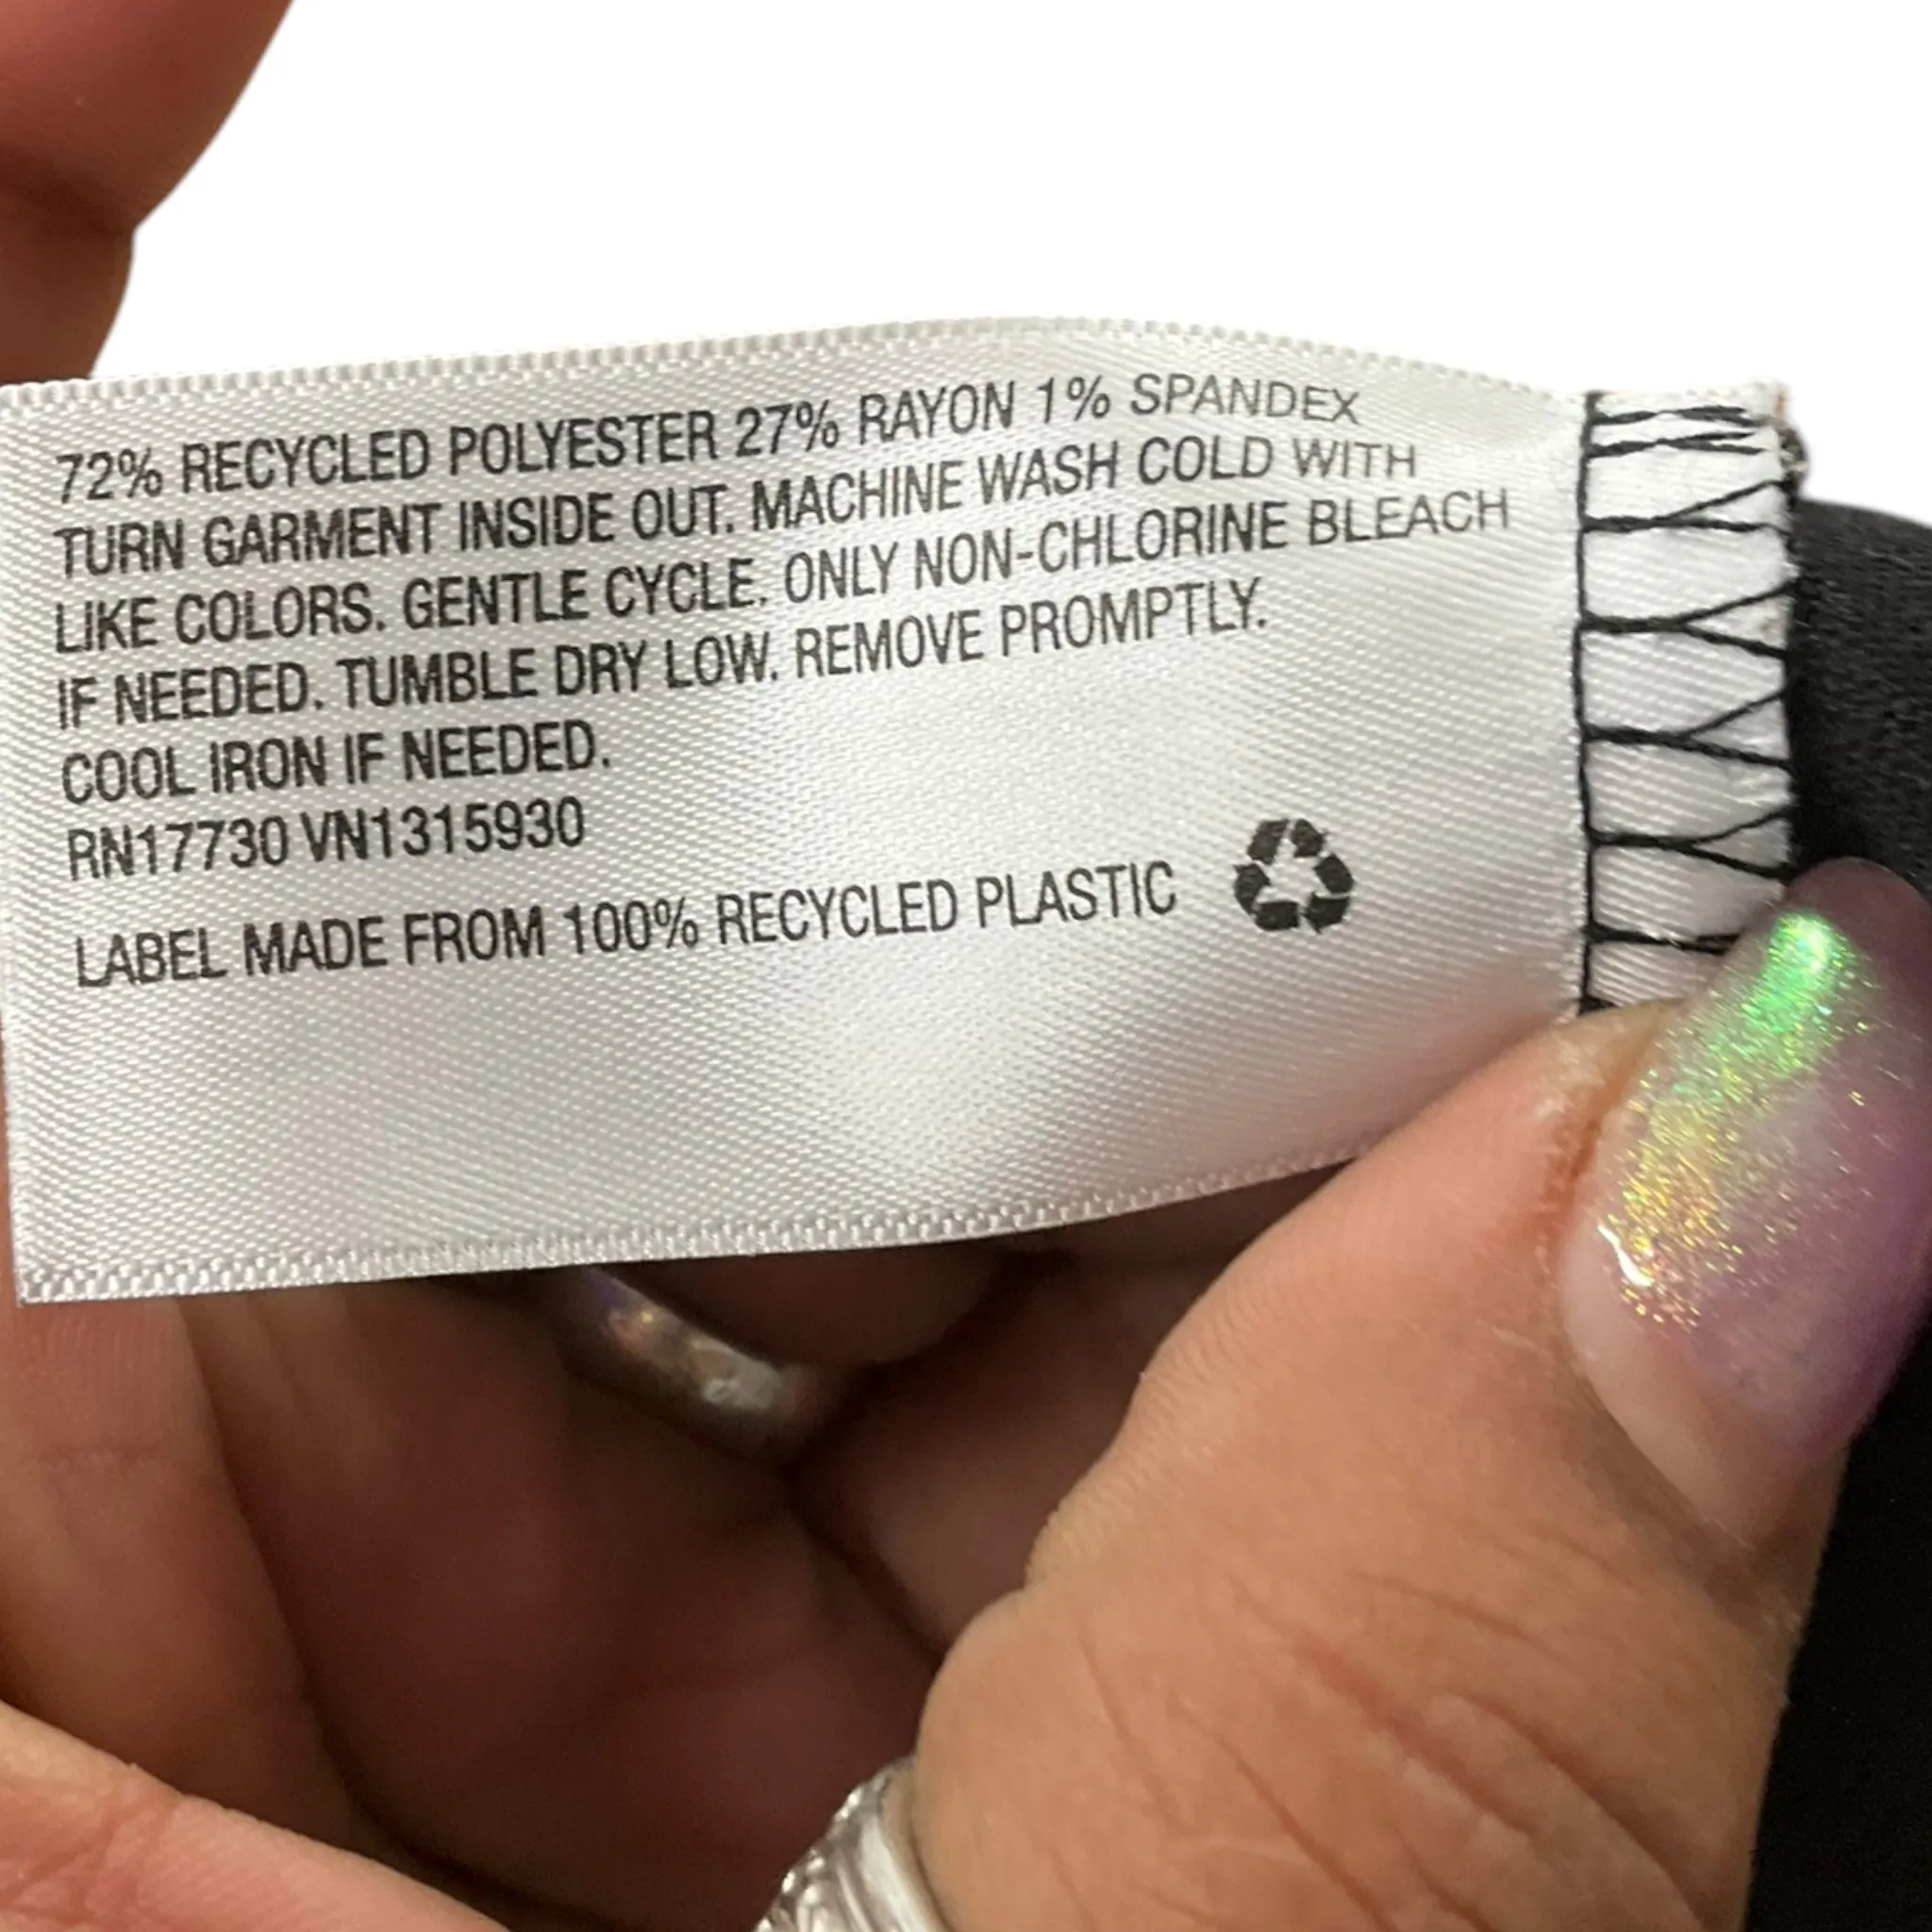 72% RECYCLED POLYESTER 27% RAYON 1% SPANDEX
TURN GARMENT INSIDE OUT. MACHINE WASH COLD WITH
LIKE COLORS. GENTLE CYCLE. ONLY NON-CHLORINE BLEACH
IF NEEDED. TUMBLE DRY LOW. REMOVE PROMPTLY.
COOL IRON IF NEEDED.
RN17730 VN1315930
LABEL MADE FROM 100% RECYCLED PLASTIC